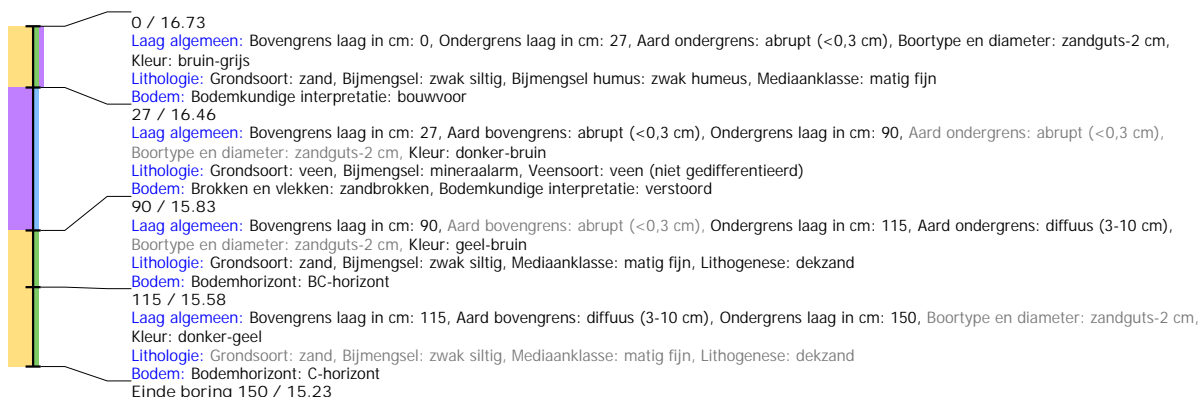 0 / 16.73
Laag algemeen: Bovengrens laag in cm: 0, Ondergrens laag in cm: 27, Aard ondergrens: abrupt (<0,3 cm), Boortype en diameter: zandguts-2 cm,
Kleur: bruin-grijs
Lithologie: Grondsoort: zand, Bijmengsel: zwak siltig, Bijmengsel humus: zwak humeus, Mediaanklasse: matig fijn
Bodem: Bodemkundige interpretatie: bouwvoor
27 / 16.46
Laag algemeen: Bovengrens laag in cm: 27, Aard bovengrens: abrupt (<0,3 cm), Ondergrens laag in cm: 90, Aard ondergrens: abrupt (<0,3 cm),
Boortype en diameter: zandguts-2 cm, Kleur: donker-bruin
Lithologie: Grondsoort: veen, Bijmengsel: mineraalarm, Veensoort: veen (niet gedifferentieerd)
Bodem: Brokken en vlekken: zandbrokken, Bodemkundige interpretatie: verstoord
90 / 15.83
Laag algemeen: Bovengrens laag in cm: 90, Aard bovengrens: abrupt (<0,3 cm), Ondergrens laag in cm: 115, Aard ondergrens: diffuus (3-10 cm),
Boortype en diameter: zandguts-2 cm, Kleur: geel-bruin
Lithologie: Grondsoort: zand, Bijmengsel: zwak siltig, Mediaanklasse: matig fijn, Lithogenese: dekzand
Bodem: Bodemhorizont: BC-horizont
115 / 15.58
Laag algemeen: Bovengrens laag in cm: 115, Aard bovengrens: diffuus (3-10 cm), Ondergrens laag in cm: 150, Boortype en diameter: zandguts-2 cm,
Kleur: donker-geel
Lithologie: Grondsoort: zand, Bijmengsel: zwak siltig, Mediaanklasse: matig fijn, Lithogenese: dekzand
Bodem: Bodemhorizont: C-horizont
Einde boring 150 / 15.23